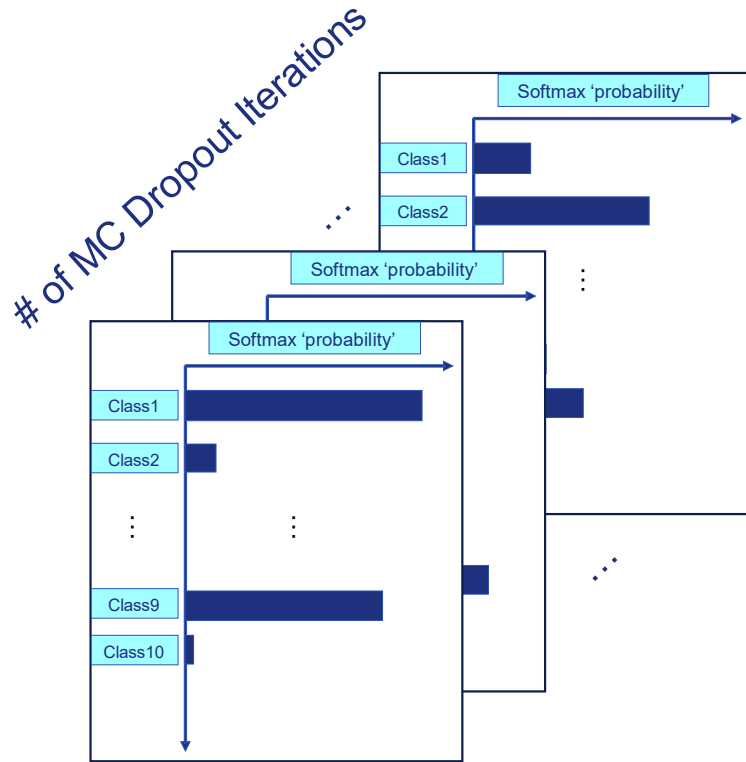 # of MC Dropout Iterations
...
Softmax 'probability'
Class1
Class2
⋮
Softmax 'probability'
Softmax 'probability'
Class1
Class2
⋮ ⋮
Class9
Class10
...